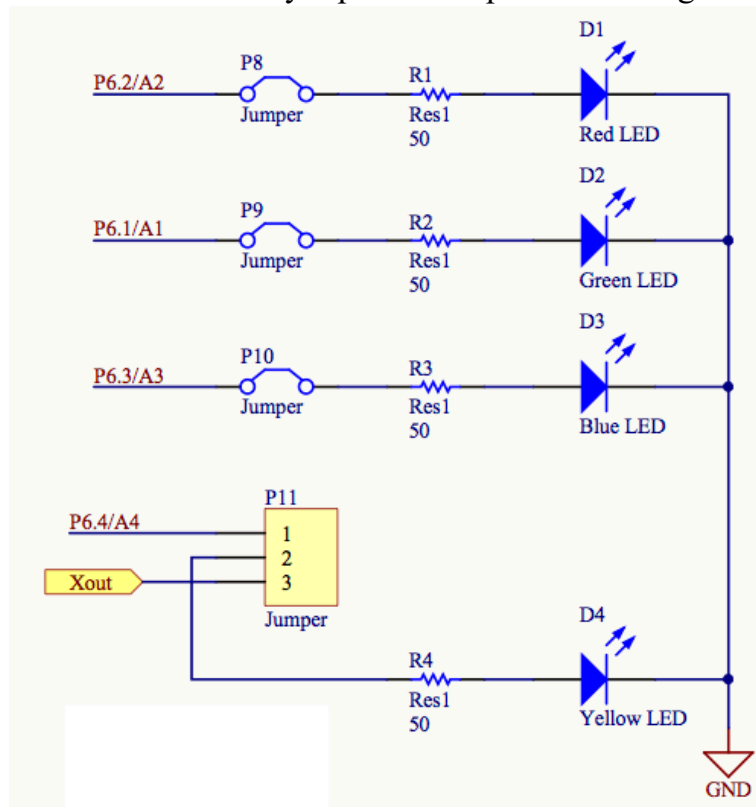 D1
P8
R1
P6.2/A2
Jumper
Res1
Red LED
50
D2
P9
R2
P6.1/A1
Jumper
Res1
Green LED
50
D3
P10
R3
P6.3/A3
Jumper
Res1
Blue LED
50
P11
P6.4/A4
1
2
Xout
3
Jumper
D4
R4
Res1
Yellow LED
50
GND